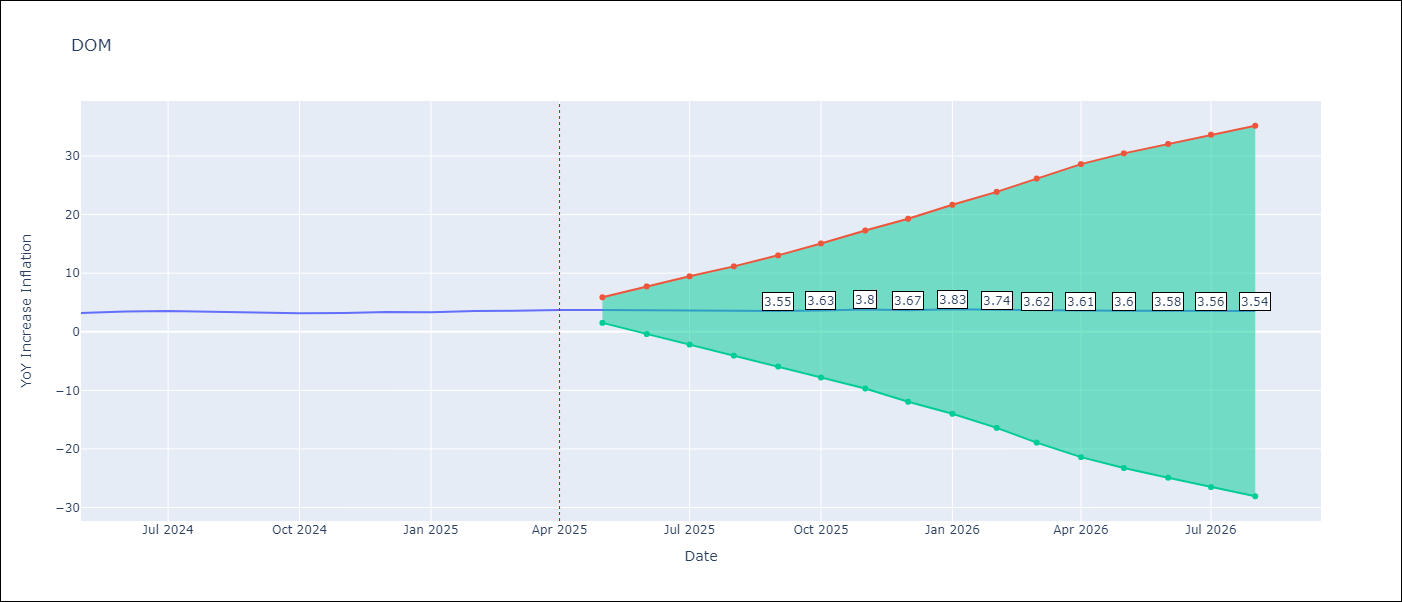 DOM
YoY Increase Inflation
30
20
10
0
−10
−20
−30
3.55 3.63 3.8 3.67 3.83 3.74 3.62 3.61 3.6 3.58 3.56 3.54
Jul 2024 Oct 2024 Jan 2025 Apr 2025 Jul 2025 Oct 2025 Jan 2026 Apr 2026 Jul 2026
Date